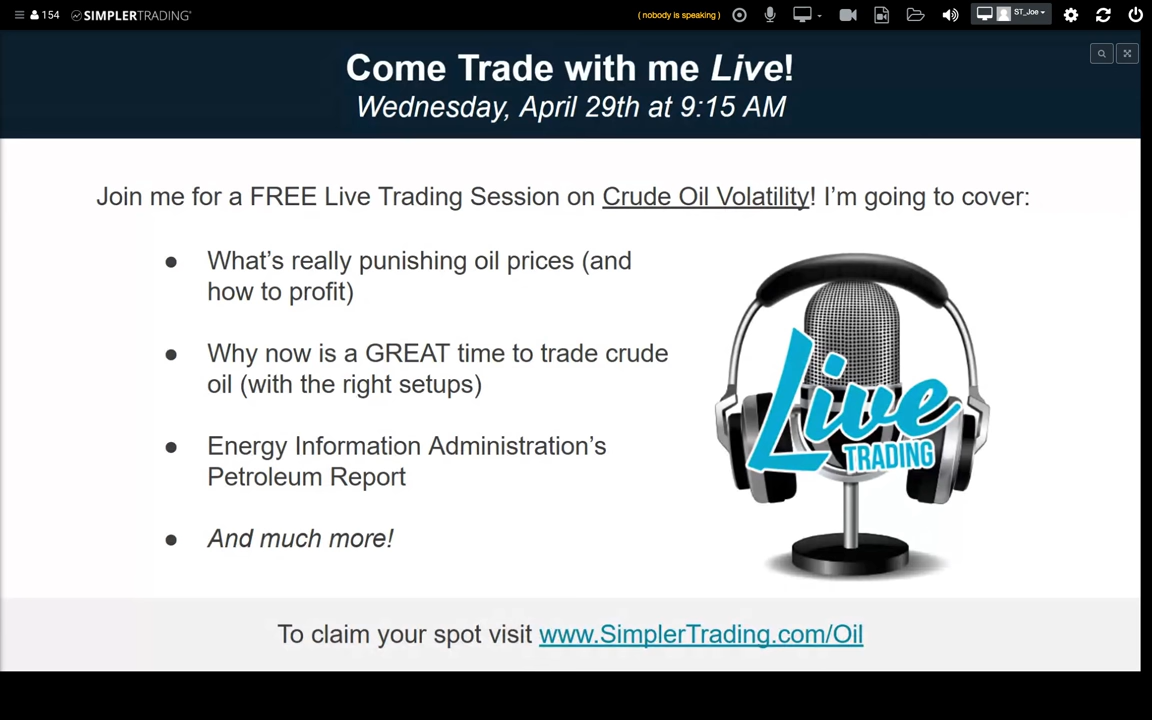 154 SIMPLERTRADING
( nobody is speaking )
ST_Joe
Come Trade with me Live!
Wednesday, April 29th at 9:15 AM
Join me for a FREE Live Trading Session on Crude Oil Volatility! I'm going to cover:
● What's really punishing oil prices (and
how to profit)
● Why now is a GREAT time to trade crude
oil (with the right setups)
● Energy Information Administration's
Petroleum Report
● And much more!
Live
TRADING
To claim your spot visit www.SimplerTrading.com/Oil